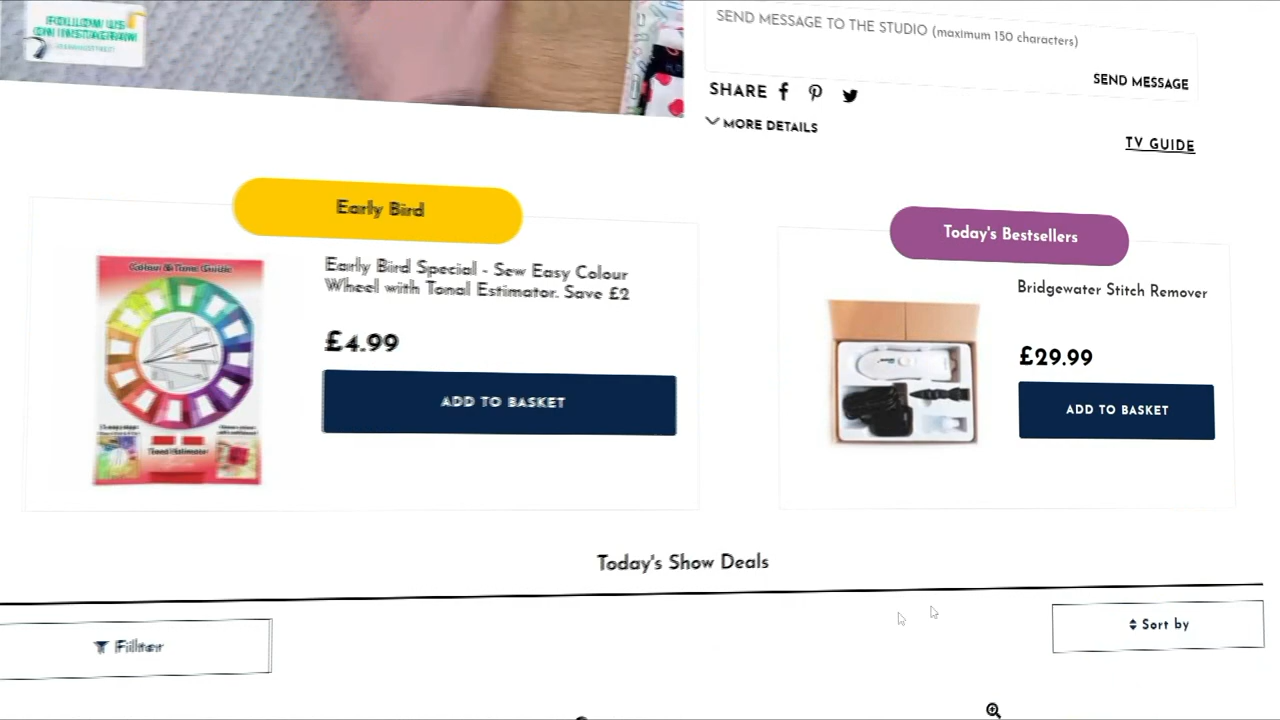 FOLLOW US
ON INSTAGRAM
SEND MESSAGE TO THE STUDIO (maximum 150 characters)
SEND MESSAGE
SHARE
MORE DETAILS
TV GUIDE
Early Bird
Today's Bestsellers
Colour & Tone Guide
Early Bird Special - Sew Easy Colour
Wheel with Tonal Estimator. Save £2
£4.99
ADD TO BASKET
Tonal Estimator
Bridgewater Stitch Remover
£29.99
ADD TO BASKET
Today's Show Deals
Filter
Sort by